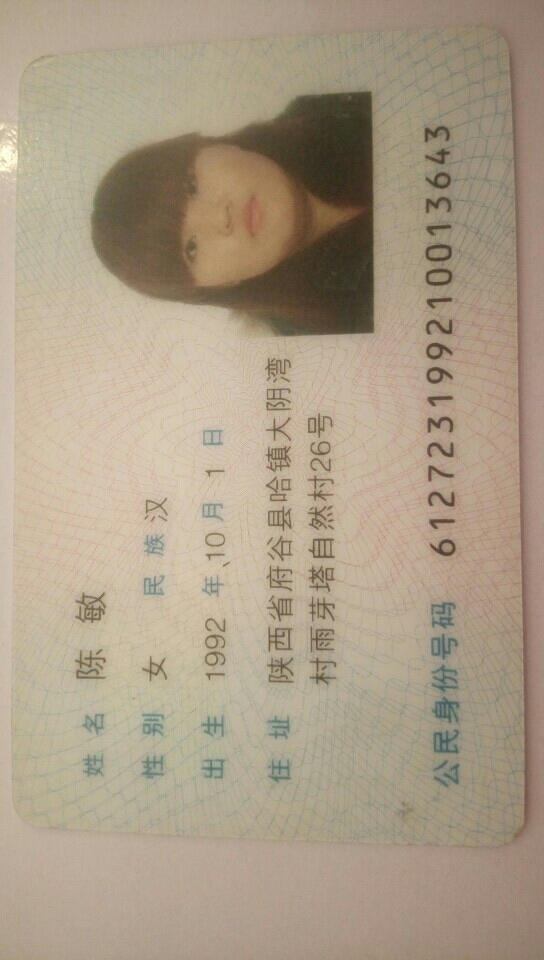 姓名 陈敏
性别 女 民族 汉
出生 1992 年 10 月 1 日
住址 陕西省府谷县哈镇大阴湾
村雨芽塔自然村26号
公民身份号码 612723199210013643